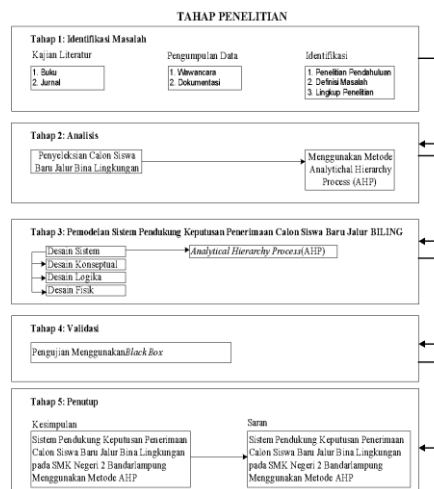 TAHAP PENELITIAN
Tahap 1: Identifikasi Masalah
Kajian Literatur
1. Buku
2. Jurnal
Pengumpulan Data
1. Wawancara
2. Dokumentasi
Identifikasi
1. Penelitian Pendahuluan
2. Definisi Masalah
3. Lingkup Penelitian
Tahap 2: Analisis
Penyeleksian Calon Siswa
Baru Jalur Bina Lingkungan
Menggunakan Metode
Analytichal Hierarchy
Process (AHP)
Tahap 3: Pemodelan Sistem Pendukung Keputusan Penerimaan Calon Siswa Baru Jalur BILING
Desain Sistem
Desain Konseptual
Desain Logika
Desain Fisik
Analytical Hierarchy Process(AHP)
Tahap 4: Validasi
Pengujian MenggunakanBlack Box
Tahap 5: Penutup
Kesimpulan
Sistem Pendukung Keputusan Penerimaan
Calon Siswa Baru Jalur Bina Lingkungan
pada SMK Negeri 2 Bandarlampung
Menggunakan Metode AHP
Saran
Sistem Pendukung Keputusan Penerimaan
Calon Siswa Baru Jalur Bina Lingkungan
pada SMK Negeri 2 Bandarlampung
Menggunakan Metode AHP